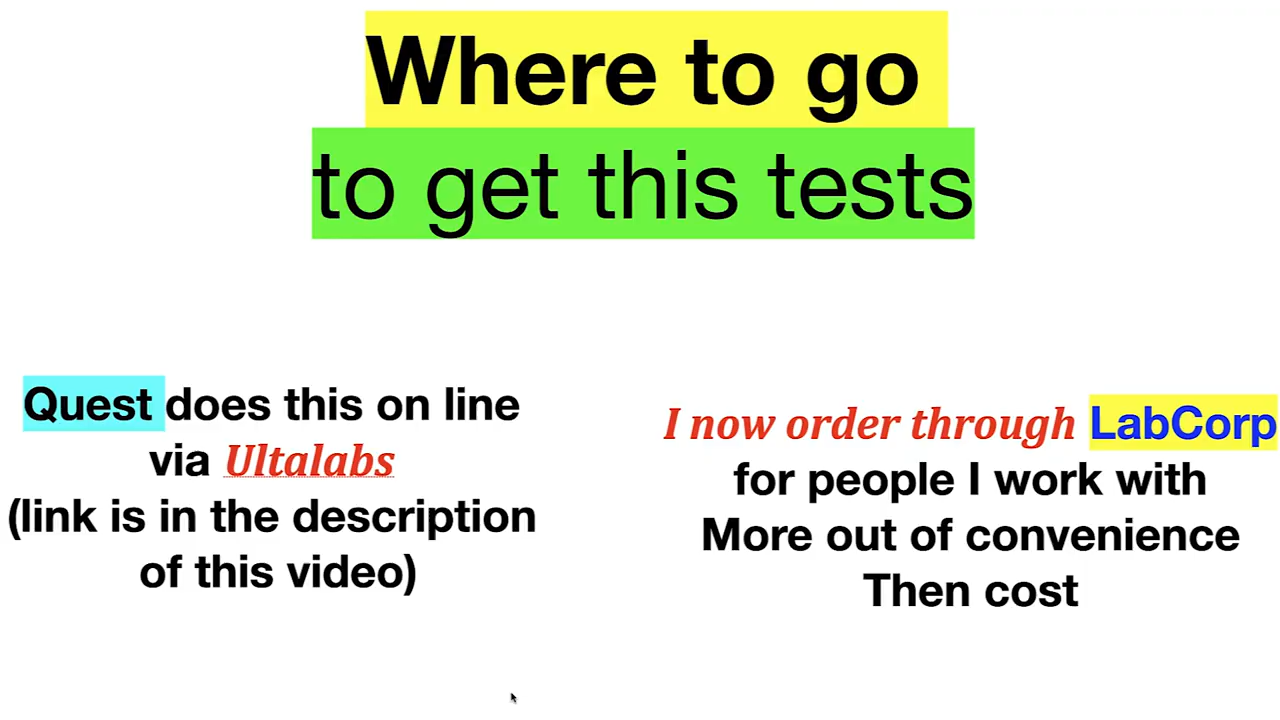 Where to go
to get this tests
Quest does this on line
via Ultalabs
(link is in the description
of this video)
I now order through LabCorp
for people I work with
More out of convenience
Then cost